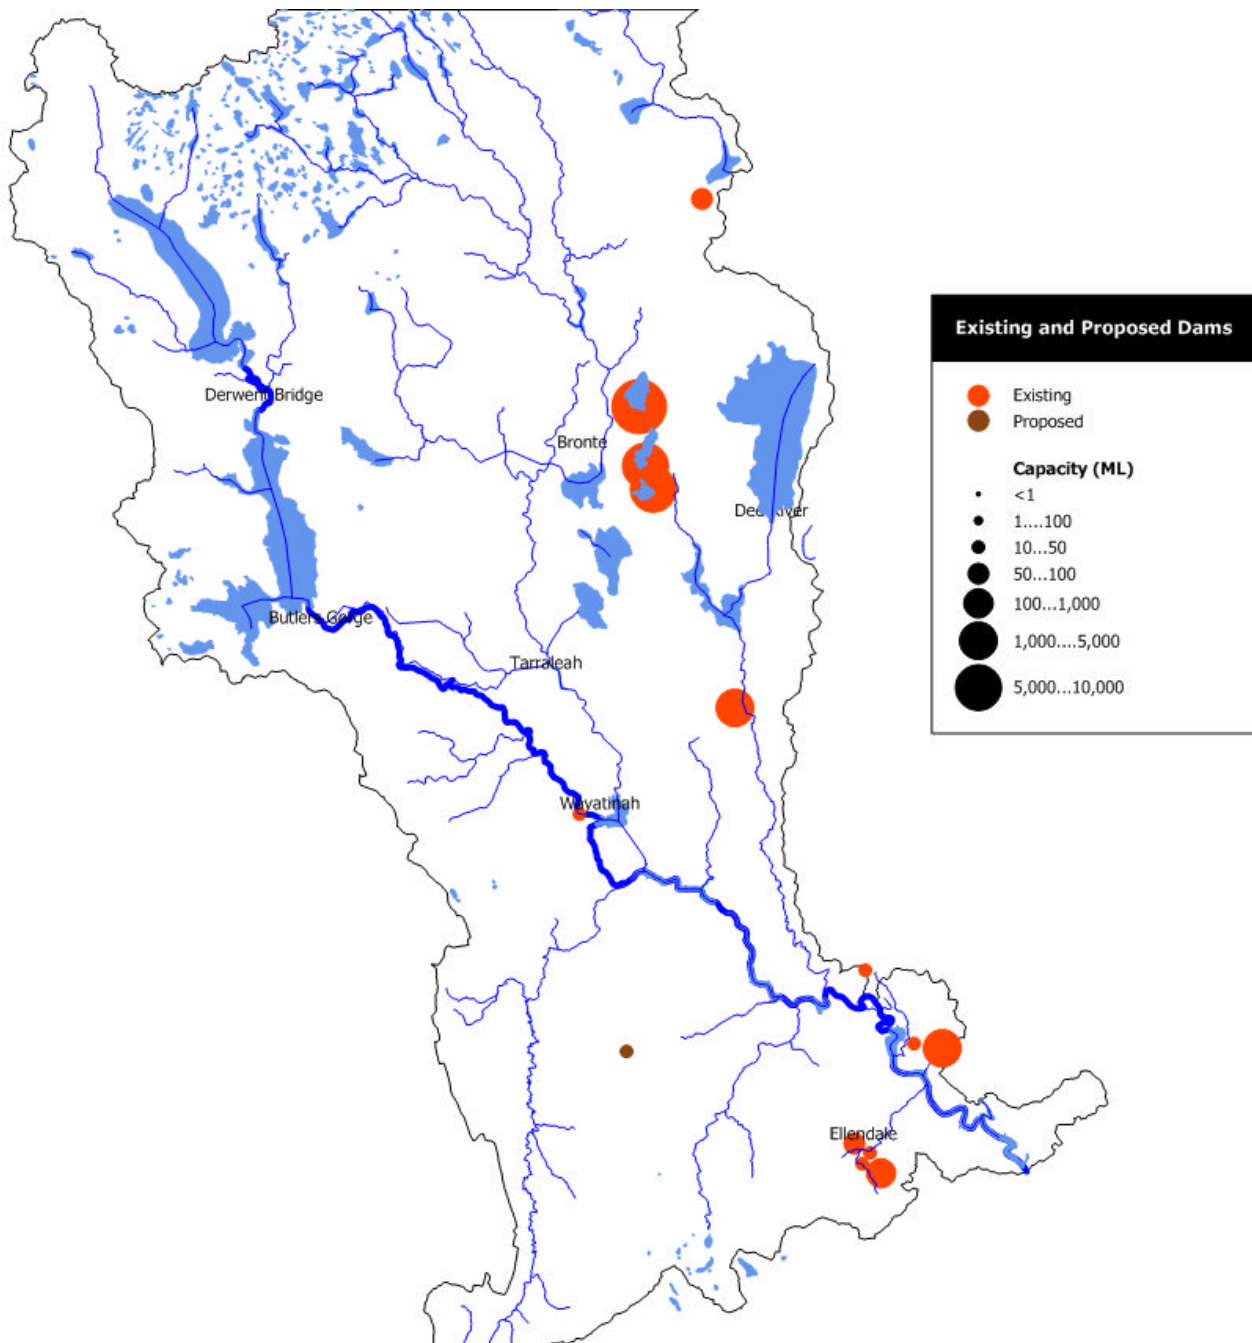 Existing and Proposed Dams
Existing
Proposed
Derwent Bridge
Bronte
Capacity (ML)
<1
Dee River
1....100
10...50
50...100
100...1,000
Butlers Gorge
1,000....5,000
Tarraleah
5,000...10,000
Wayatinah
Ellendale